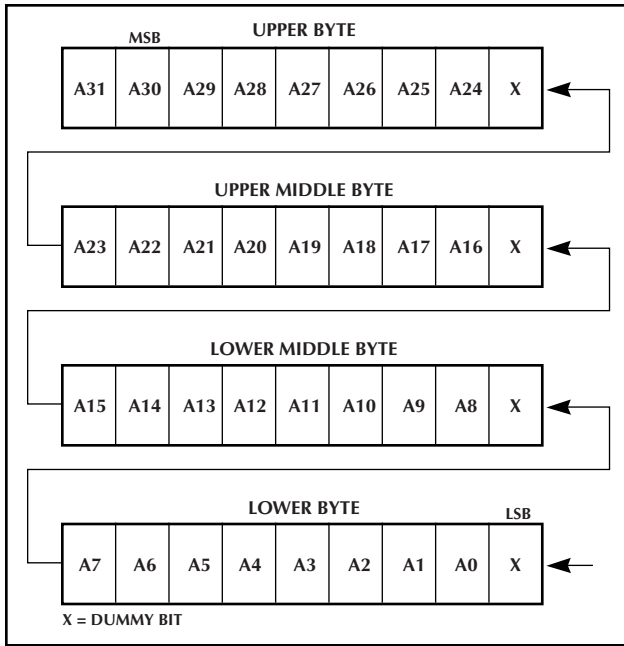 UPPER BYTE
MSB
A31 A30 A29 A28 A27 A26 A25 A24 X
UPPER MIDDLE BYTE
A23 A22 A21 A20 A19 A18 A17 A16 X
LOWER MIDDLE BYTE
A15 A14 A13 A12 A11 A10 A9 A8 X
LOWER BYTE
LSB
A7 A6 A5 A4 A3 A2 A1 A0 X
X = DUMMY BIT